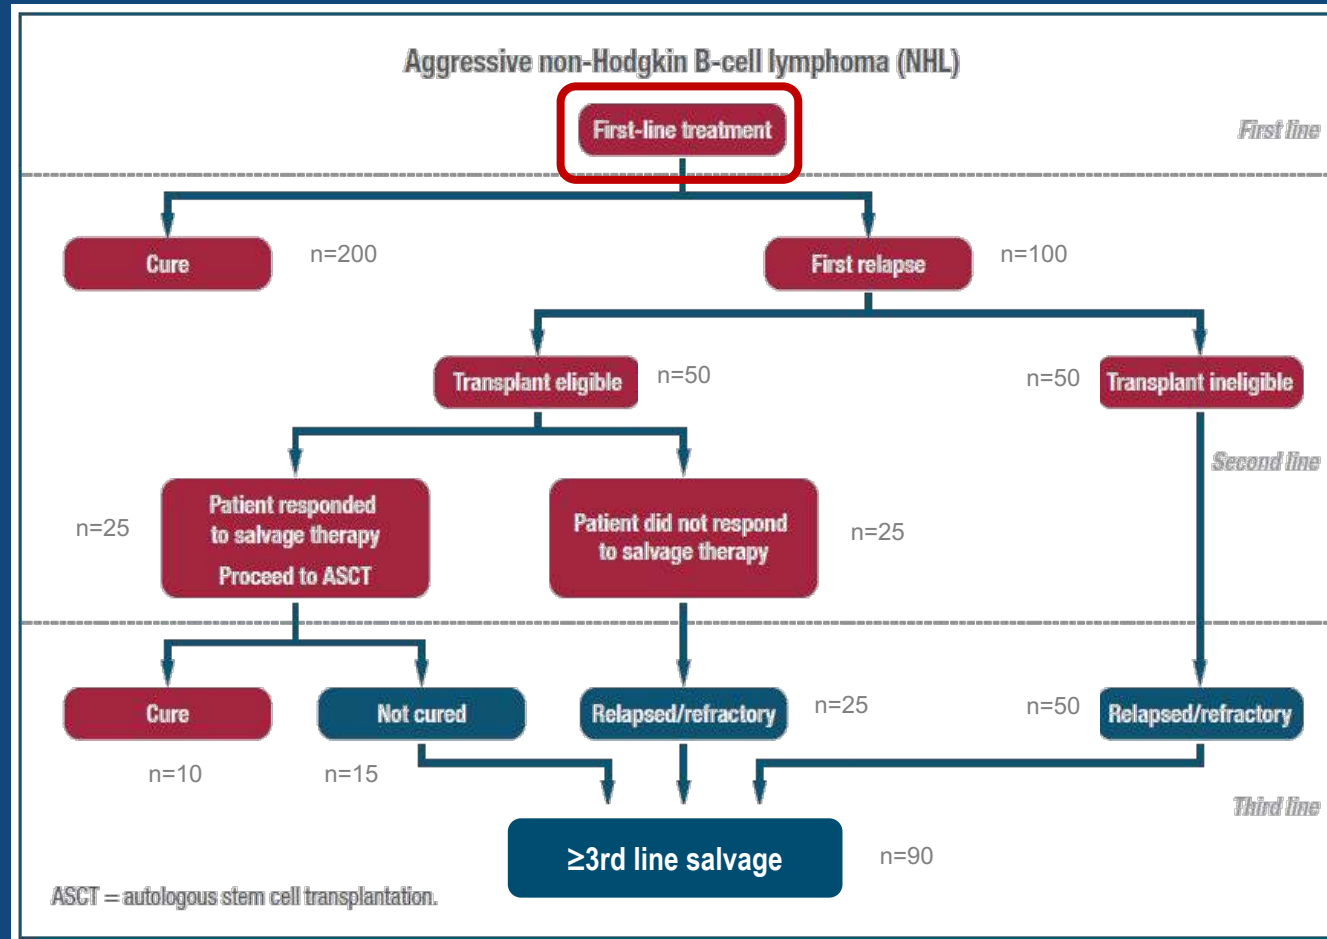 Aggressive non-Hodgkin B-cell lymphoma (NHL)
First-line treatment
First line
Cure
n=200
First relapse
n=100
Transplant eligible
n=50
n=50
Transplant ineligible
Second line
n=25
Patient responded
to salvage therapy
Proceed to ASCT
Patient did not respond
to salvage therapy
n=25
Cure
Not cured
Relapsed/refractory
n=25
n=50
Relapsed/refractory
n=10
n=15
Third line
≥3rd line salvage
n=90
ASCT = autologous stem cell transplantation.